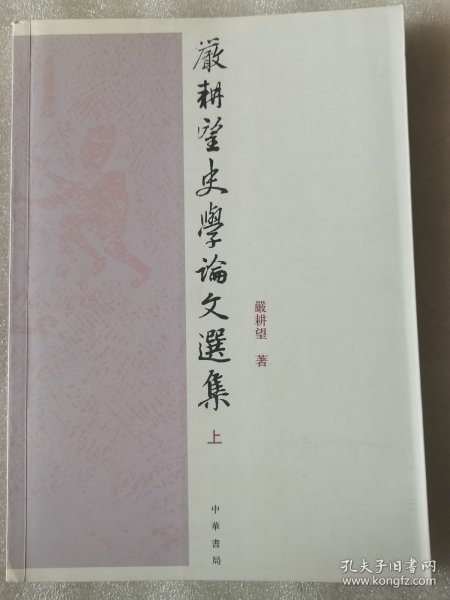 嚴耕望史學論文選集
上
嚴耕望 著
中華書局
孔夫子旧书网
www.kongfz.com